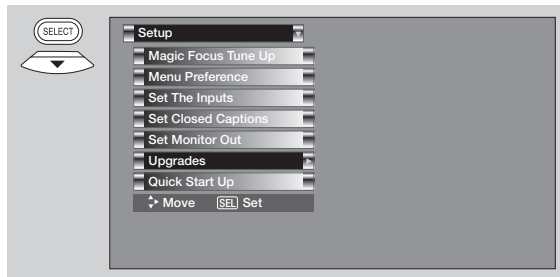 SELECT
Setup
Magic Focus Tune Up
Menu Preference
Set The Inputs
Set Closed Captions
Set Monitor Out
Upgrades
Quick Start Up
Move SEL Set